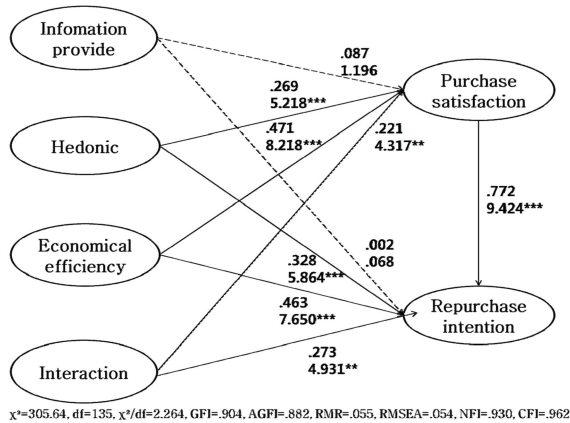 Infomation
provide
.087
1.196
Purchase
satisfaction
.269
5.218***
.471
8.218***
.221
4.317**
Hedonic
.772
9.424***
Economical
efficiency
.002
.068
.328
5.864***
.463
7.650***
Repurchase
intention
.273
4.931**
Interaction
χ²=305.64, df=135, χ²/df=2.264, GFI=.904, AGFI=.882, RMR=.055, RMSEA=.054, NFI=.930, CFI=.962